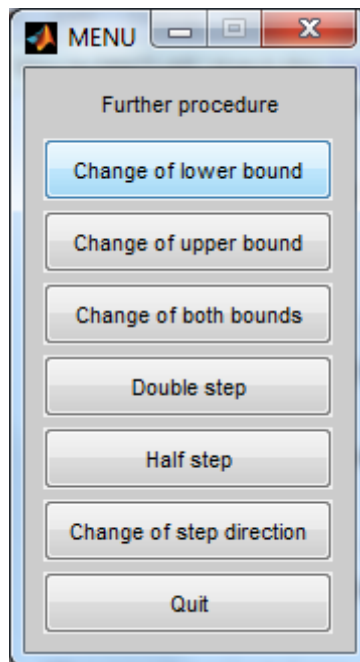 MENU
Further procedure
Change of lower bound
Change of upper bound
Change of both bounds
Double step
Half step
Change of step direction
Quit